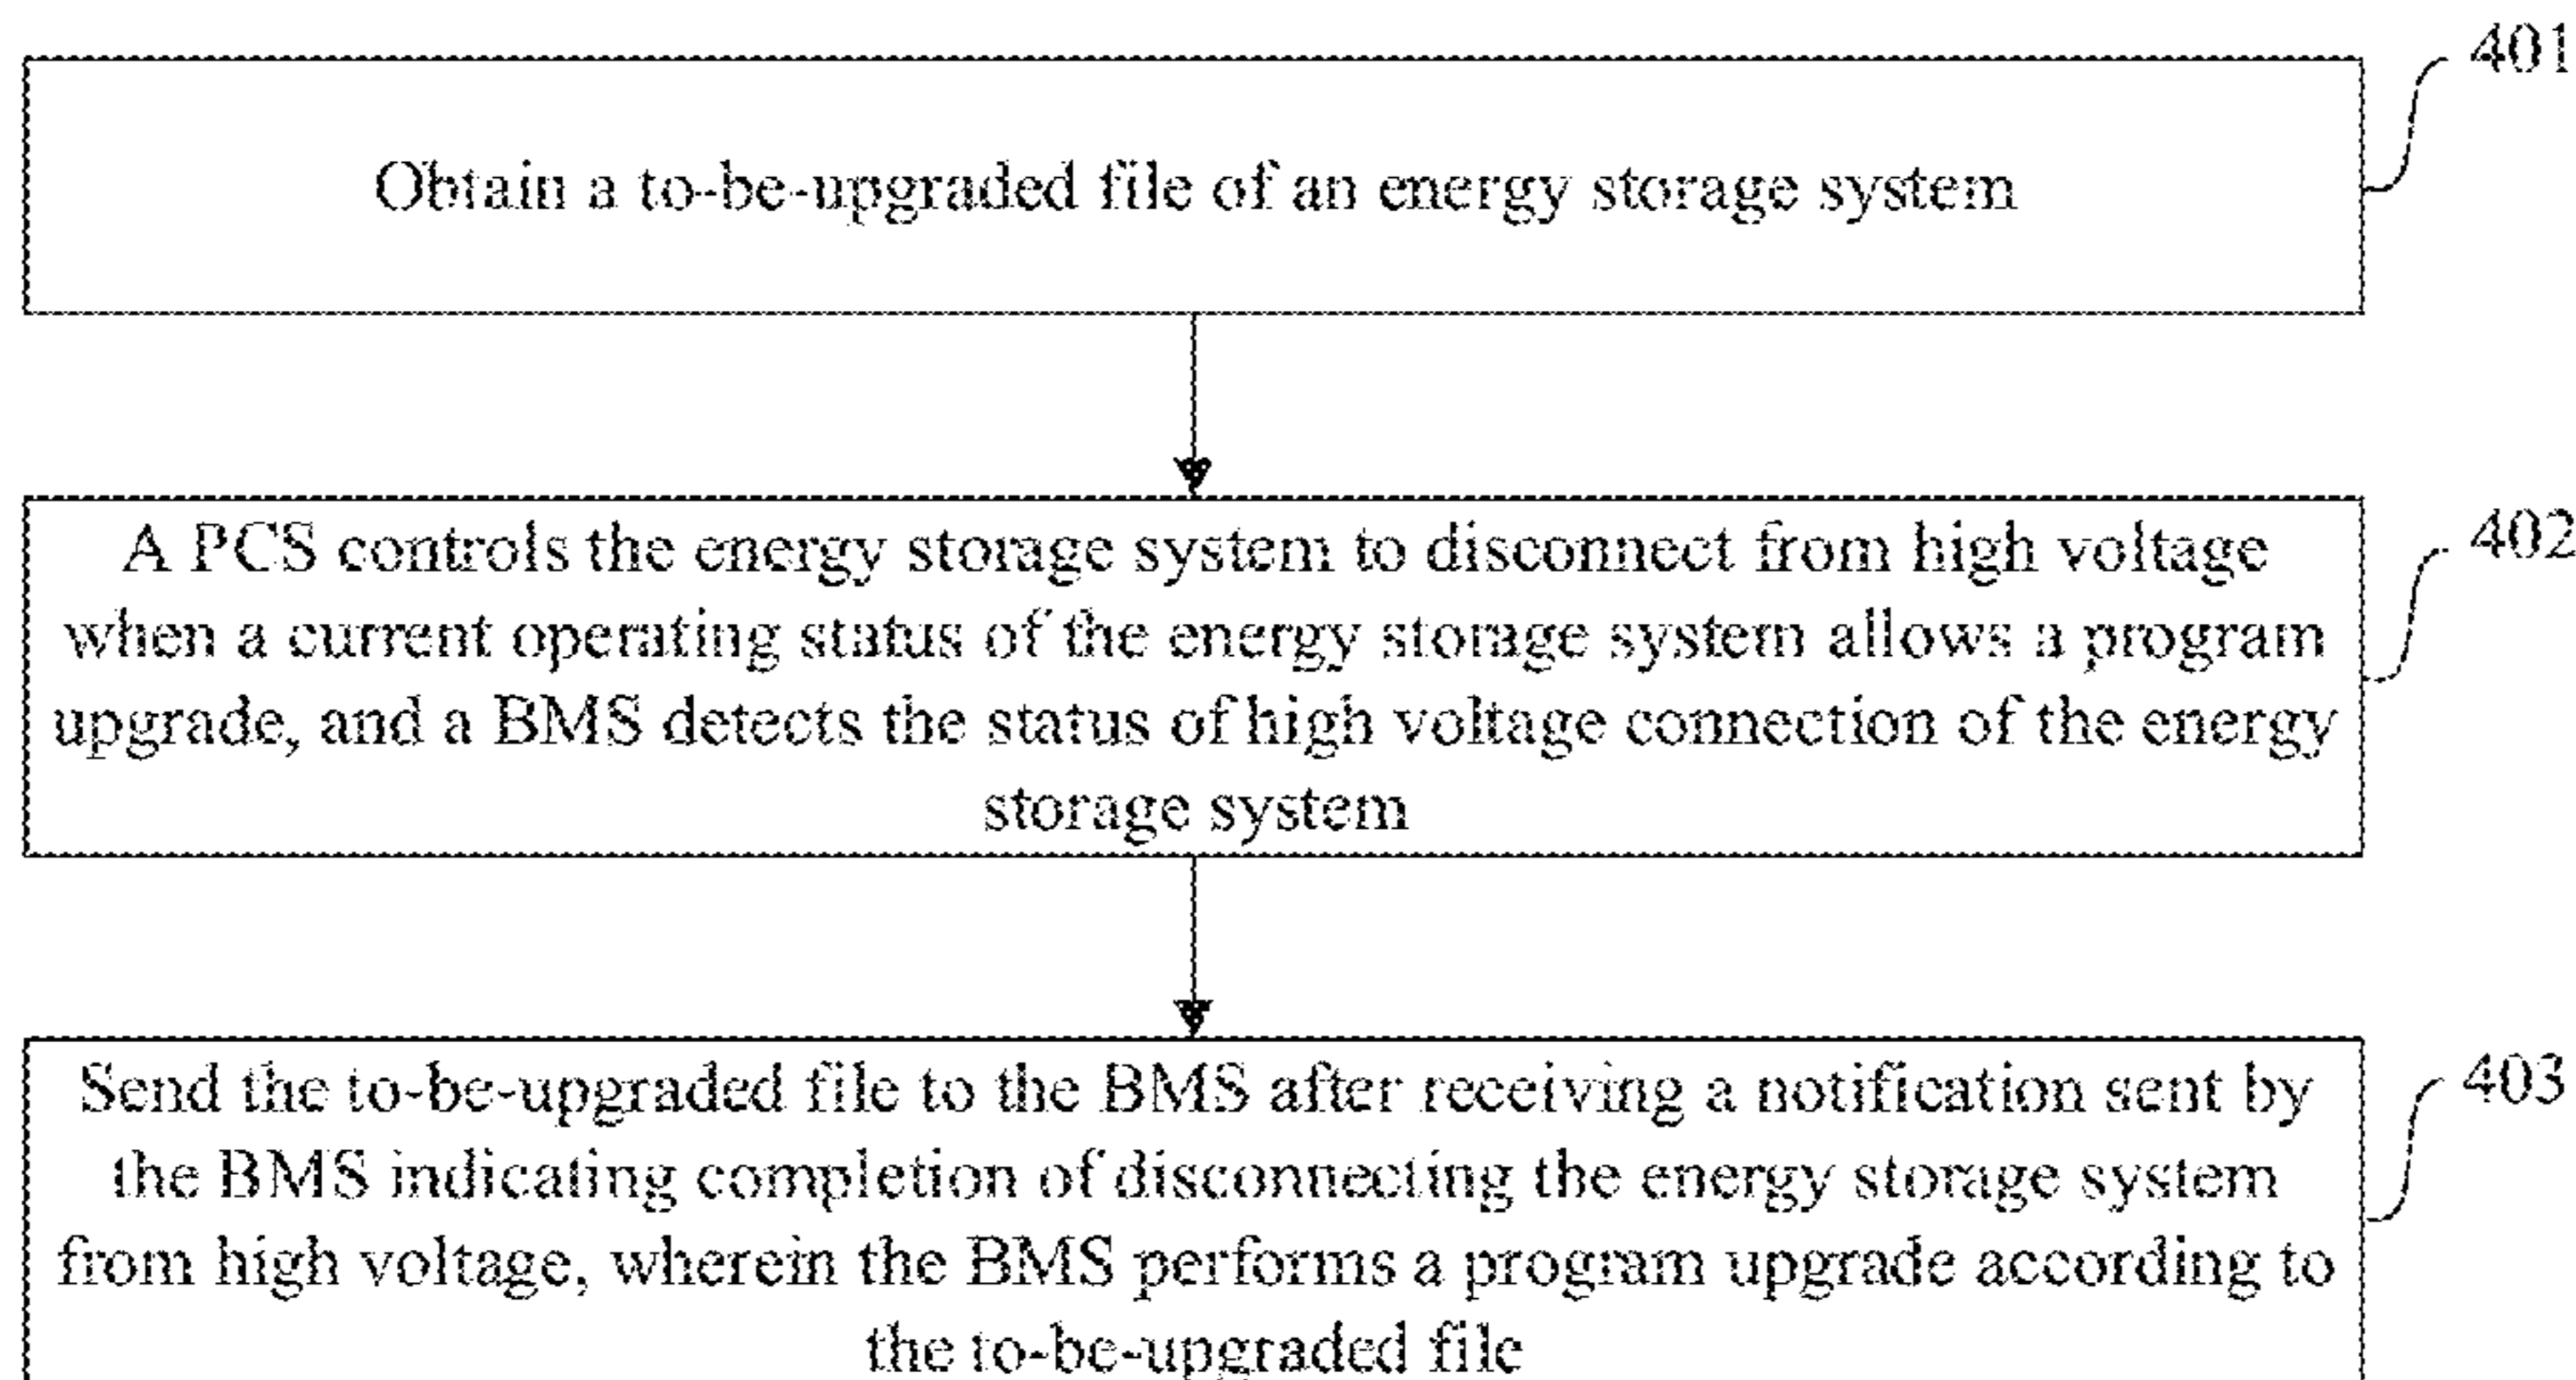 401
Obtain a to-be-upgraded file of an energy storage system
402
A PCS controls the energy storage system to disconnect from high voltage
when a current operating status of the energy storage system allows a program
upgrade, and a BMS detects the status of high voltage connection of the energy
storage system
403
Send the to-be-upgraded file to the BMS after receiving a notification sent by
the BMS indicating completion of disconnecting the energy storage system
from high voltage, wherein the BMS performs a program upgrade according to
the to-be-upgraded file